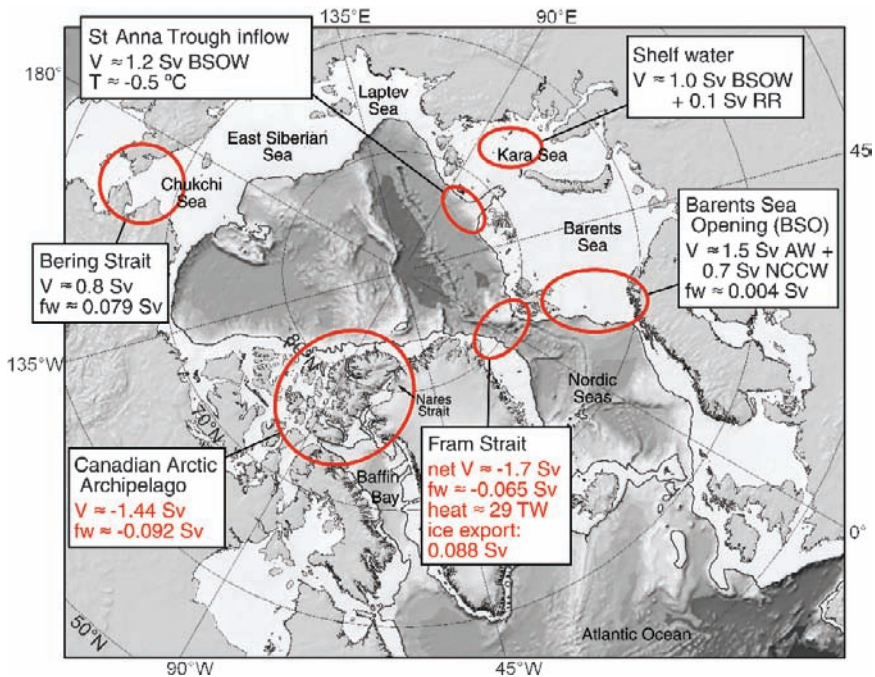 135°E
90°E
St Anna Trough inflow
V ≈ 1.2 Sv BSOW
T ≈ -0.5 ºC
Shelf water
V ≈ 1.0 Sv BSOW
+ 0.1 Sv RR
180°
Laptev
Sea
East Siberian
Sea
Kara Sea
45°
Chukchi
Sea
Barents Sea
Opening (BSO)
V ≈ 1.5 Sv AW +
0.7 Sv NCCW
fw ≈ 0.004 Sv
Barents
Sea
Bering Strait
V ≈ 0.8 Sv
fw ≈ 0.079 Sv
135°W
80°N
70°N
Nares
Strait
Nordic
Seas
Canadian Arctic
Archipelago
V ≈ -1.44 Sv
fw ≈ -0.092 Sv
Baffin
Bay
Fram Strait
net V ≈ -1.7 Sv
fw ≈ -0.065 Sv
heat ≈ 29 TW
ice export:
0.088 Sv
0°
50°N
Atlantic Ocean
90°W
45°W